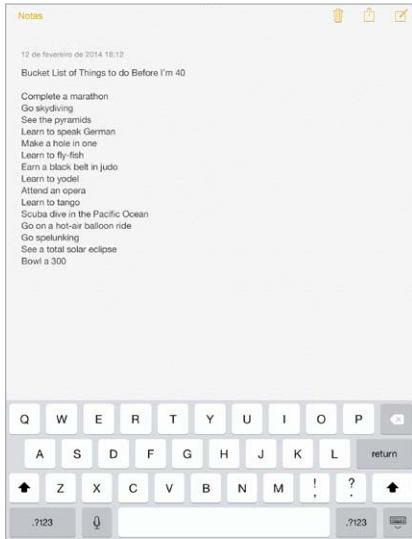 Notas
12 de fevereiro de 2014 18:12
Bucket List of Things to do Before I'm 40
Complete a marathon
Go skydiving
See the pyramids
Learn to speak German
Make a hole in one
Learn to fly-fish
Earn a black belt in judo
Learn to yodel
Attend an opera
Learn to tango
Scuba dive in the Pacific Ocean
Go on a hot-air balloon ride
Go spelunking
See a total solar eclipse
Bowl a 300
Q W E R T Y U I O P
A S D F G H J K L return
Z X C V B N M ! , ? .
.?123 .?123